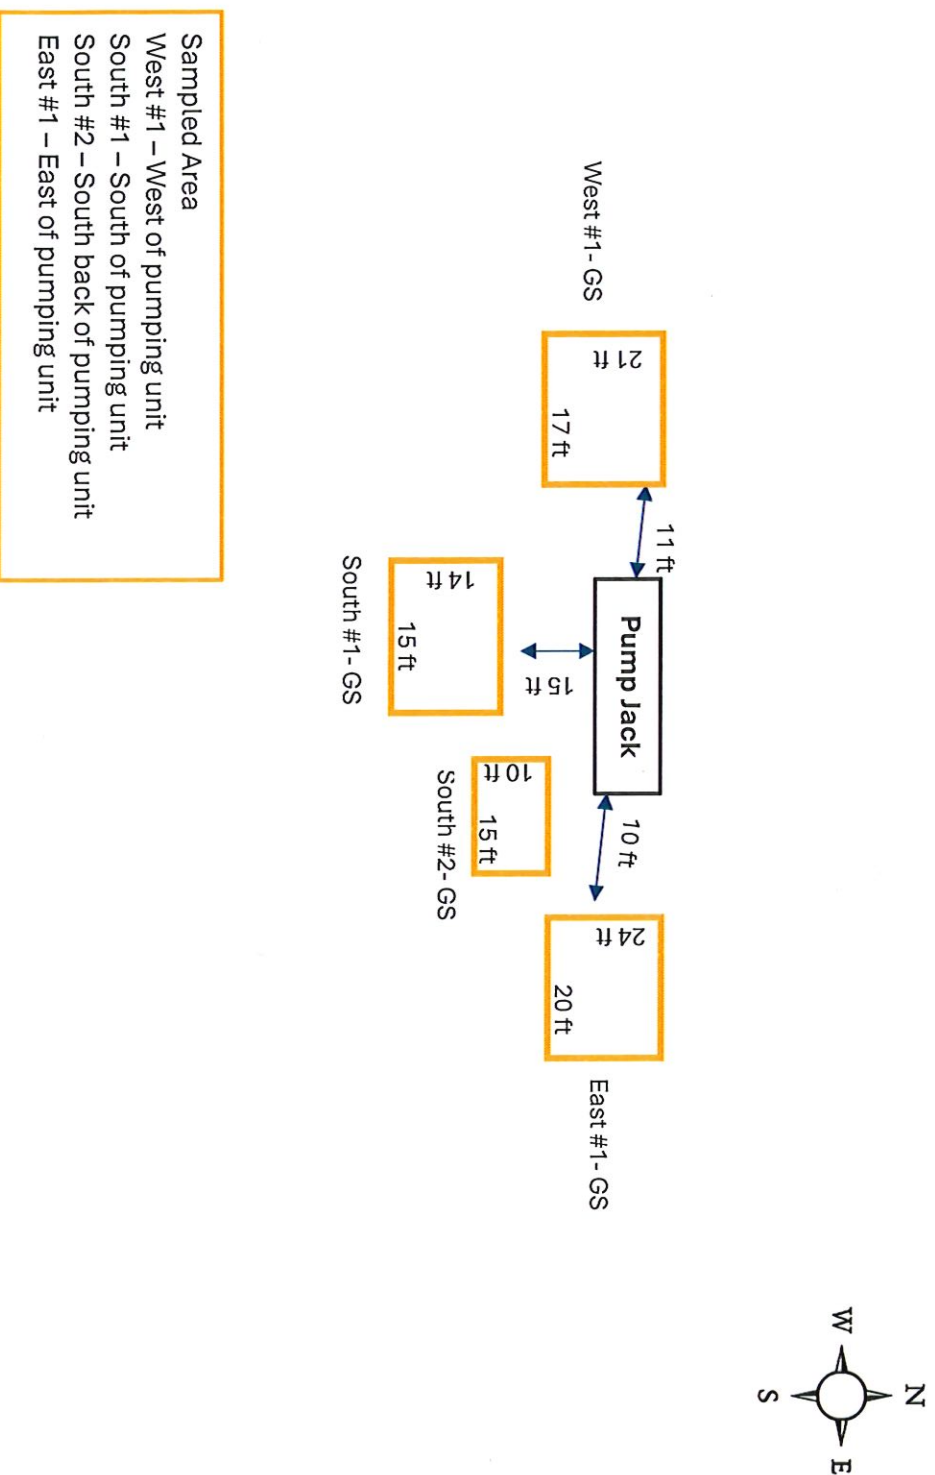 N
W
E
S
11 ft
10 ft
Pump Jack
West #1- GS
21 ft
17 ft
24 ft
20 ft
East #1- GS
15 ft
10 ft
15 ft
South #2- GS
14 ft
15 ft
South #1- GS
Sampled Area
West #1 – West of pumping unit
South #1 – South of pumping unit
South #2 – South back of pumping unit
East #1 – East of pumping unit